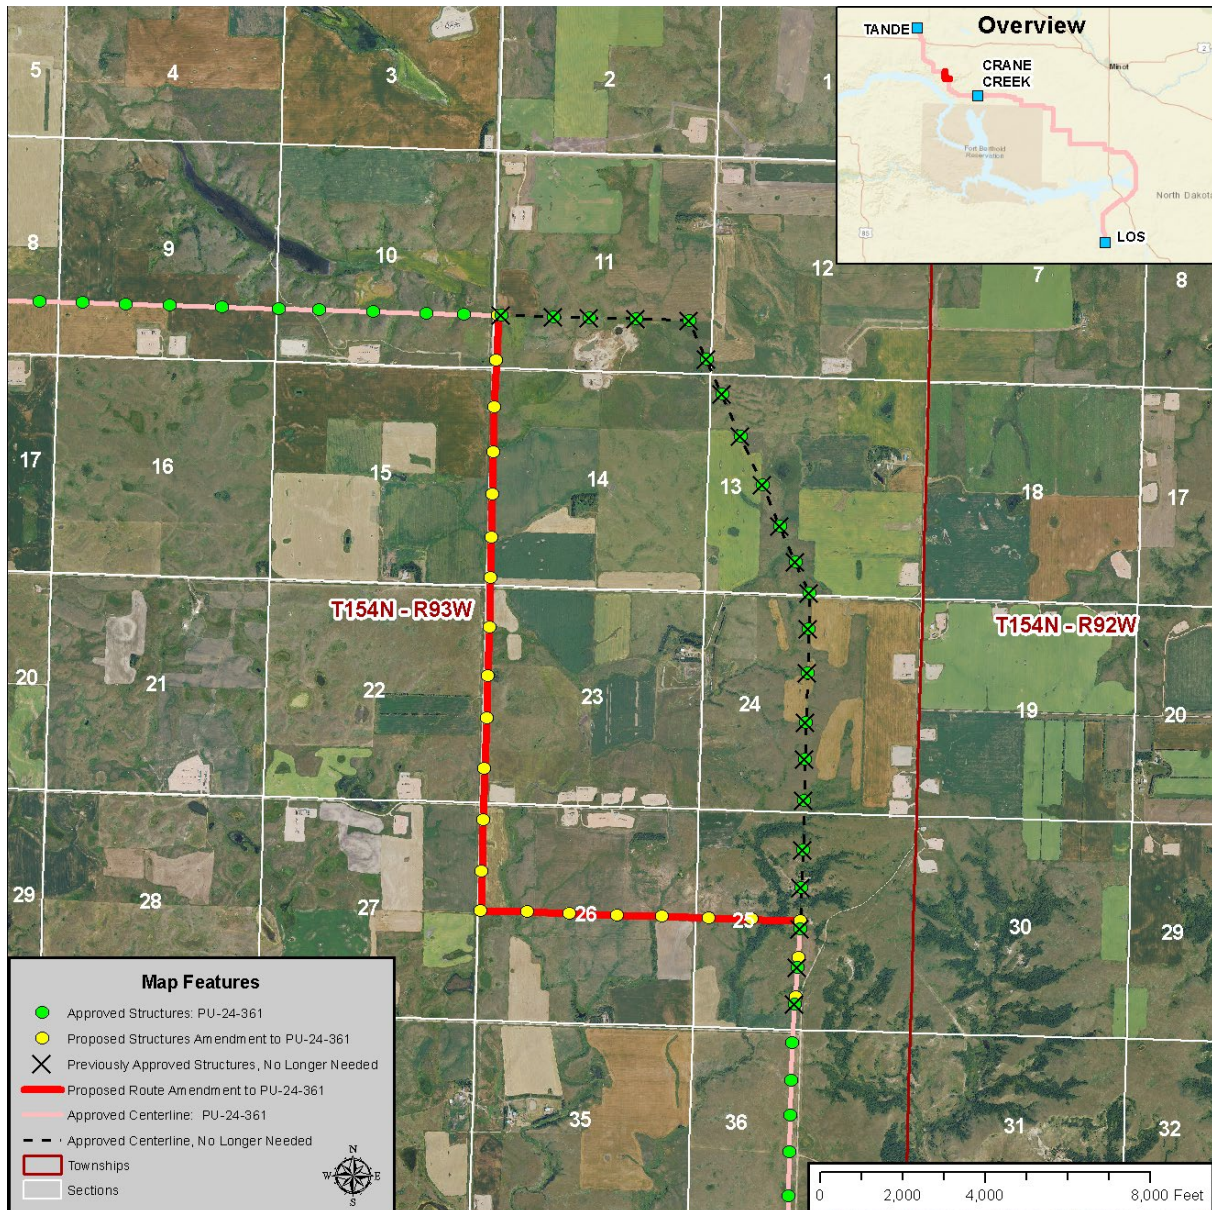 Overview
TANDE
CRANE
CREEK
Minot
2
Fort Berthold
Reservation
North Dakota
85
LOS
5 4 3 2 1
8 9 10 11 12 7 8
17 16 15 14 13 18 17
T154N - R93W T154N - R92W
20 21 22 23 24 19 20
29 28 27 26 25 30 29
35 36 31 32
Map Features
Approved Structures: PU-24-361
Proposed Structures Amendment to PU-24-361
Previously Approved Structures, No Longer Needed
Proposed Route Amendment to PU-24-361
Approved Centerline: PU-24-361
Approved Centerline, No Longer Needed
Townships
Sections
N
W E
S
0 2,000 4,000 8,000 Feet